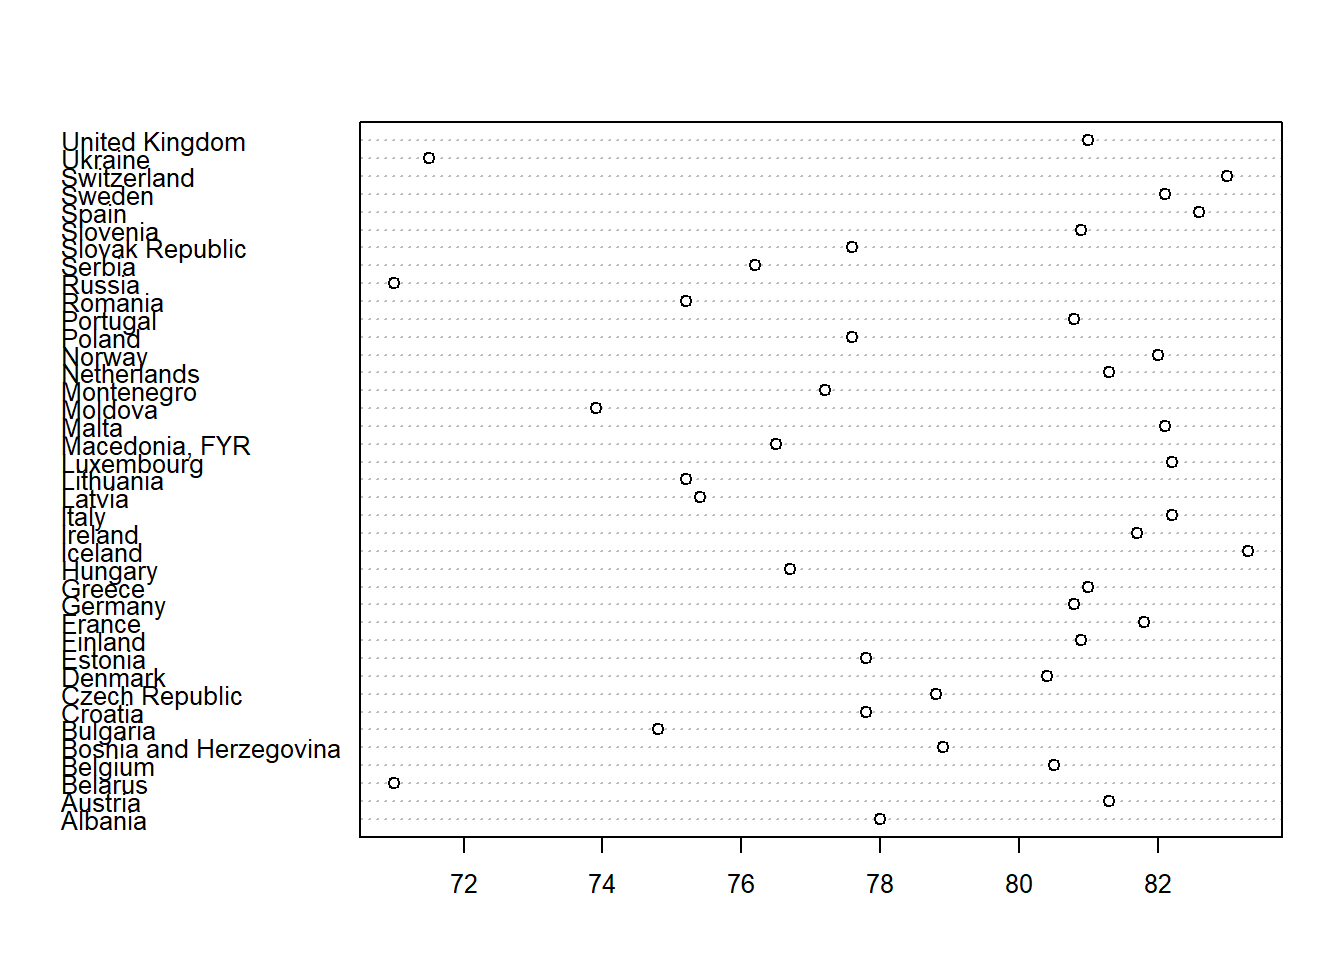 United Kingdom
Ukraine
Switzerland
Sweden
Spain
Slovenia
Slovak Republic
Serbia
Russia
Romania
Portugal
Poland
Norway
Netherlands
Montenegro
Moldova
Malta
Macedonia, FYR
Luxembourg
Lithuania
Latvia
Italy
Ireland
Iceland
Hungary
Greece
Germany
France
Finland
Estonia
Denmark
Czech Republic
Croatia
Bulgaria
Bosnia and Herzegovina
Belgium
Belarus
Austria
Albania
72 74 76 78 80 82